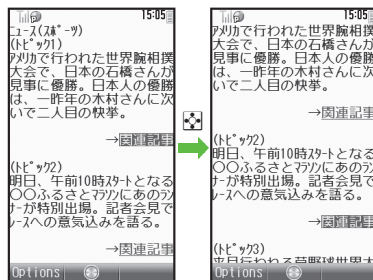 15:05
ﾆｭｰｽ(ｽﾎﾟｰﾂ)
(ﾄﾋﾟｯｸ1)
ｱﾒﾘｶで行われた世界腕相撲
大会で、日本の石橋さんが
見事に優勝。日本人の優勝
は、一昨年の木村さんに次
いで二人目の快挙。
→関連記事
(ﾄﾋﾟｯｸ2)
明日、午前10時ｽﾀｰﾄとなる
〇〇ふるさとﾏﾗｿﾝにあのﾗﾝ
ﾅｰが特別出場。記者会見で
ﾚｰｽへの意気込みを語る。
→関連記事
Options
15:05
ｱﾒﾘｶで行われた世界腕相撲
大会で、日本の石橋さんが
見事に優勝。日本人の優勝
は、一昨年の木村さんに次
いで二人目の快挙。
→関連記事
(ﾄﾋﾟｯｸ2)
明日、午前10時ｽﾀｰﾄとなる
〇〇ふるさとﾏﾗｿﾝにあのﾗﾝ
ﾅｰが特別出場。記者会見で
ﾚｰｽへの意気込みを語る。
→関連記事
(ﾄﾋﾟｯｸ3)
Options